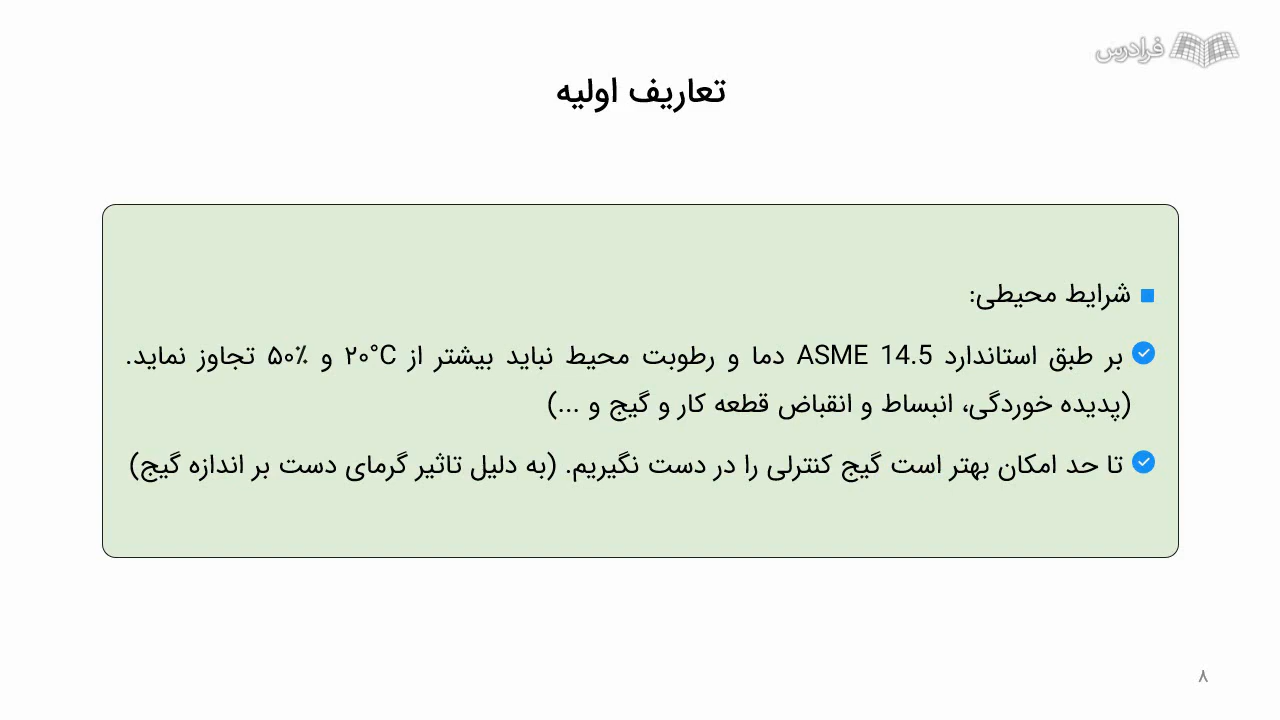 فرادرس
تعاریف اولیه
شرایط محیطی:
بر طبق استاندارد ASME 14.5 دما و رطوبت محیط نباید بیشتر از ۲۰°C و ۵۰٪ تجاوز نماید.
(پدیده خوردگی، انبساط و انقباض قطعه کار و گیج و ...)
تا حد امکان بهتر است گیج کنترلی را در دست نگیریم. (به دلیل تاثیر گرمای دست بر اندازه گیج)
۸